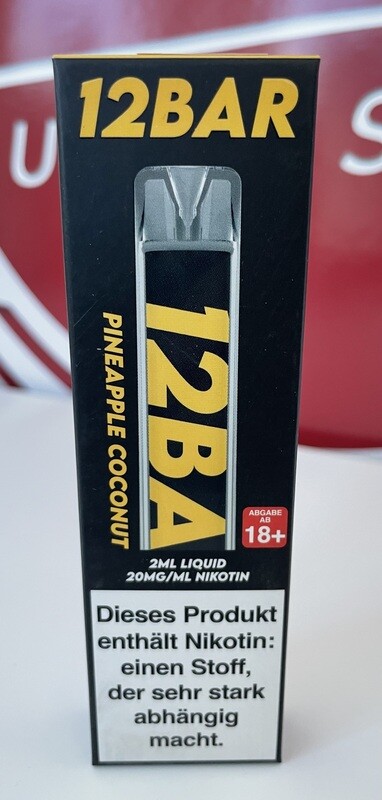 U S
12BAR
12BA
PINEAPPLE COCONUT
ABGABE
AB
18+
2ML LIQUID
20MG/ML NIKOTIN
Dieses Produkt
enthält Nikotin:
einen Stoff,
der sehr stark
abhängig
macht.